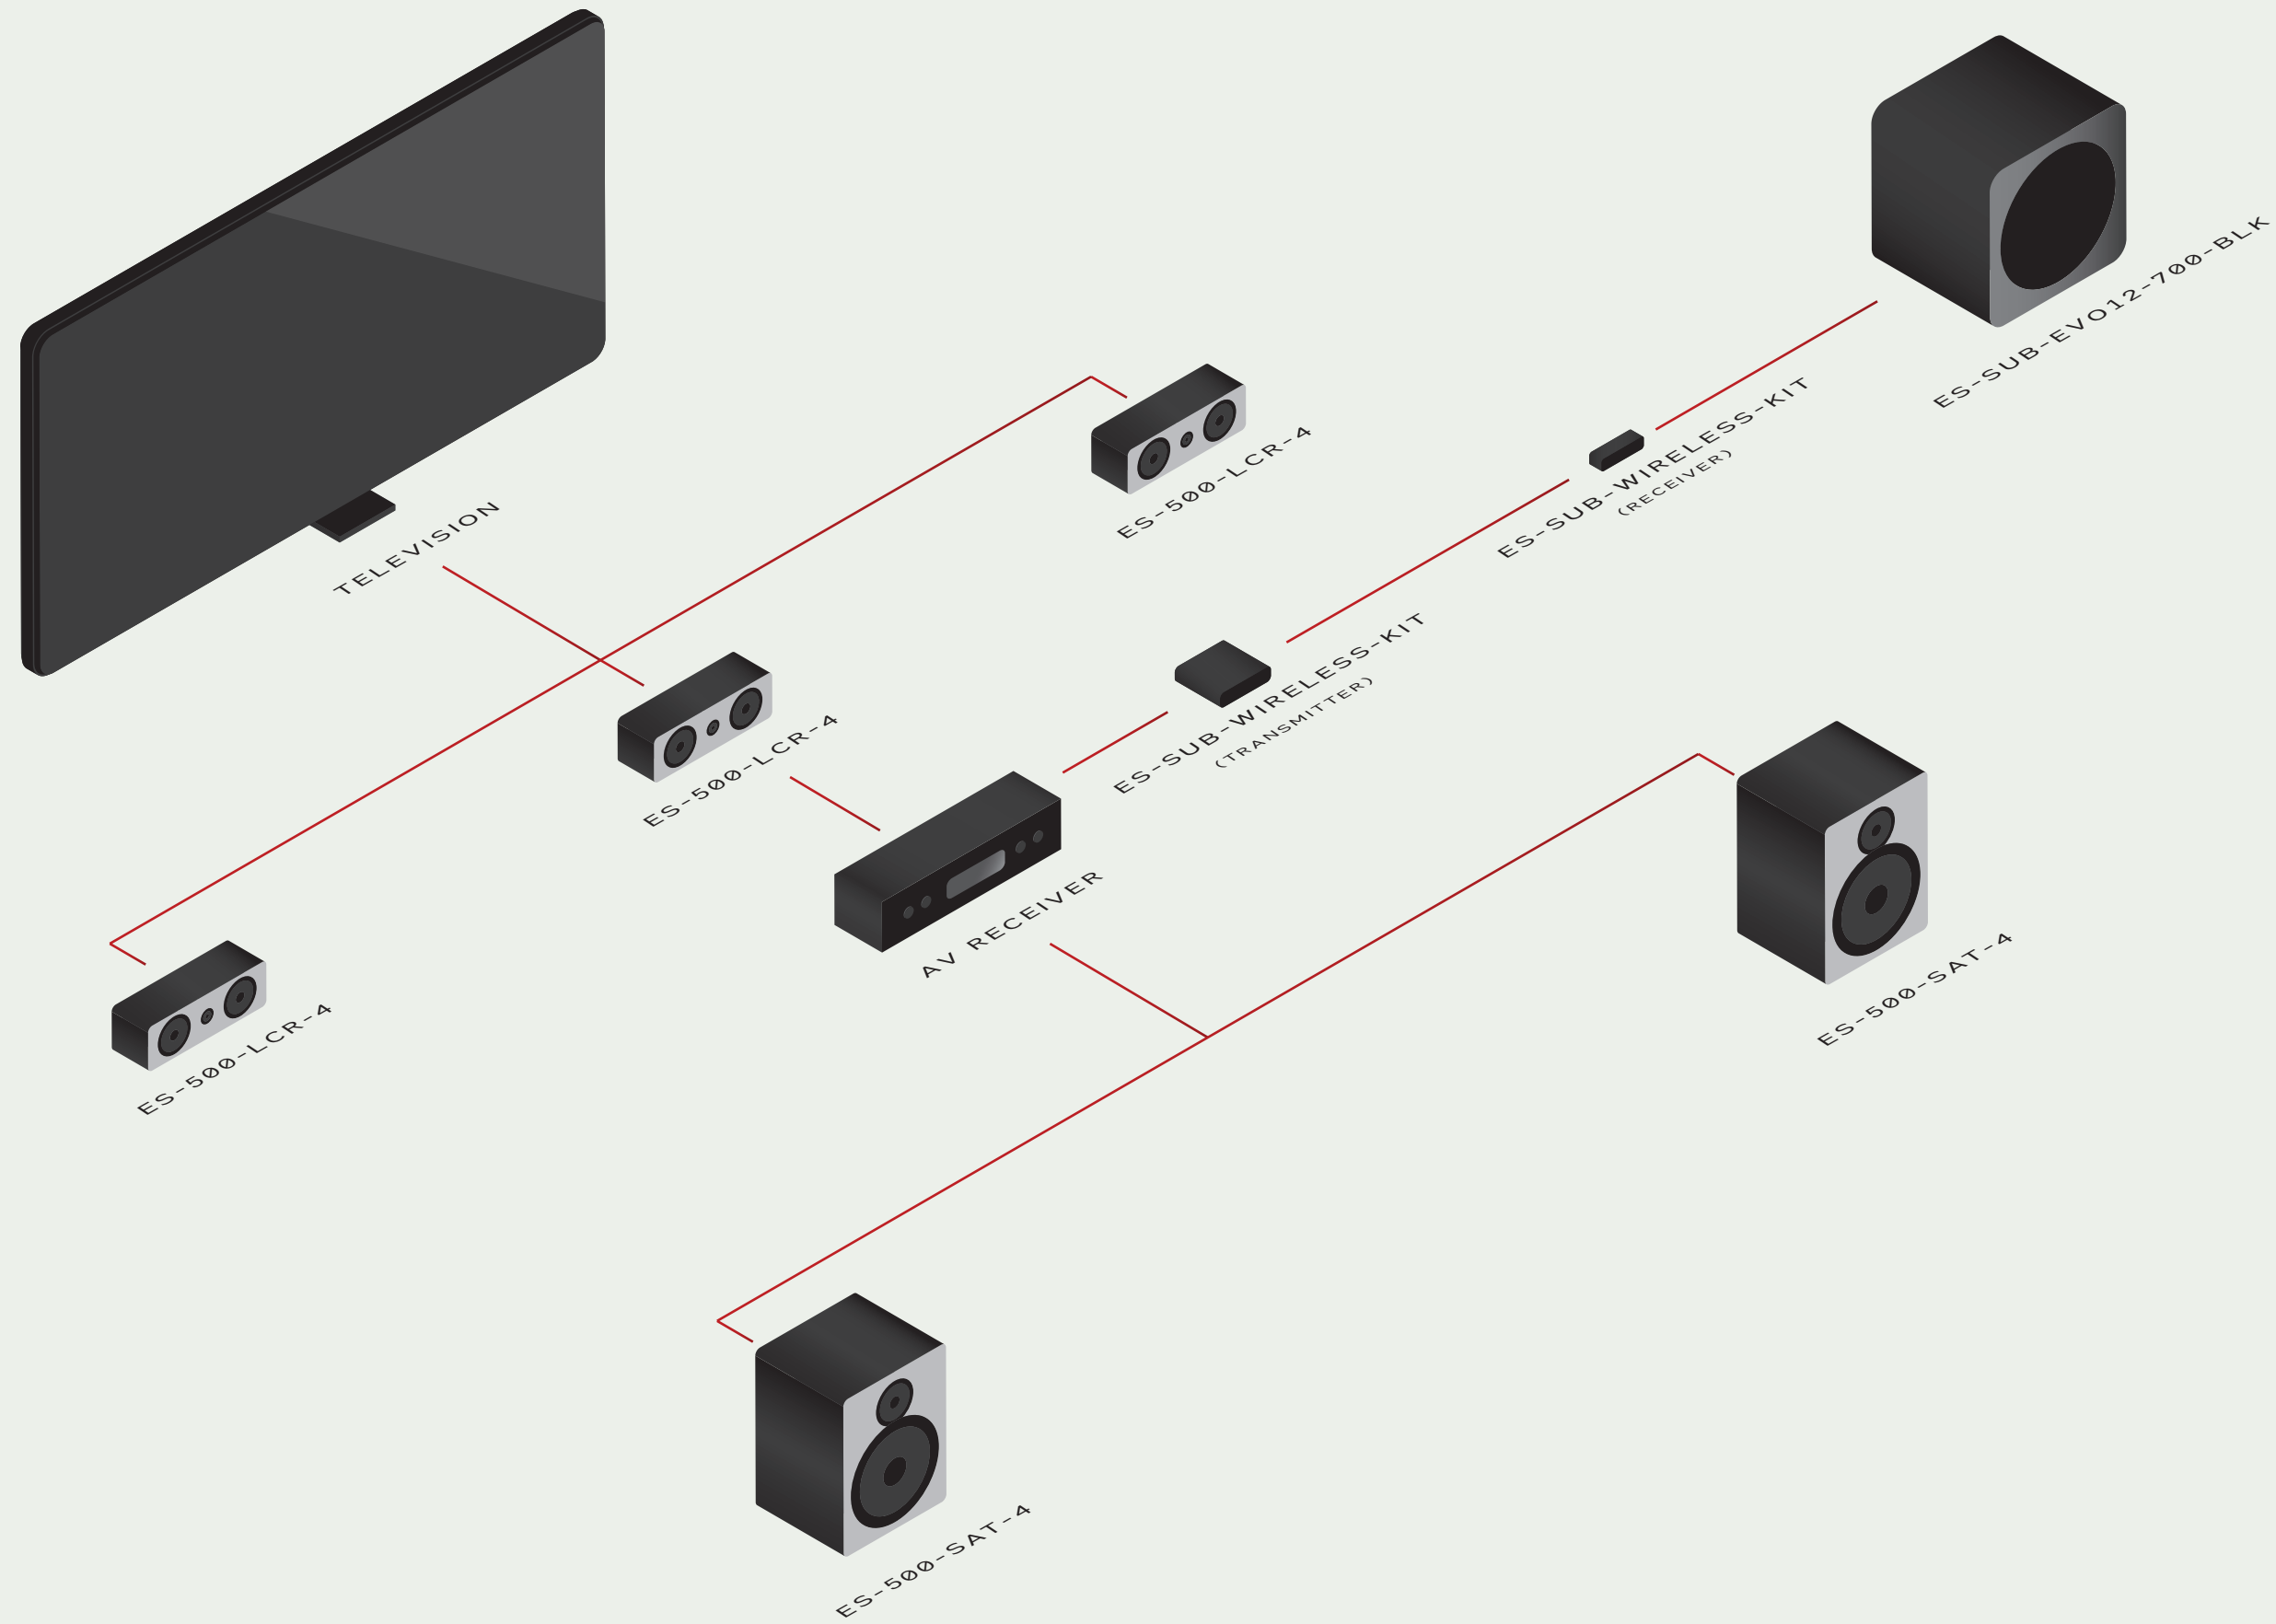 TELEVISION
ES-SUB-EVO12-700-BLK
ES-500-LCR-4
ES-SUB-WIRELESS-KIT
(RECEIVER)
ES-500-LCR-4
ES-SUB-WIRELESS-KIT
(TRANSMITTER)
AV RECEIVER
ES-500-LCR-4
ES-500-SAT-4
ES-500-SAT-4